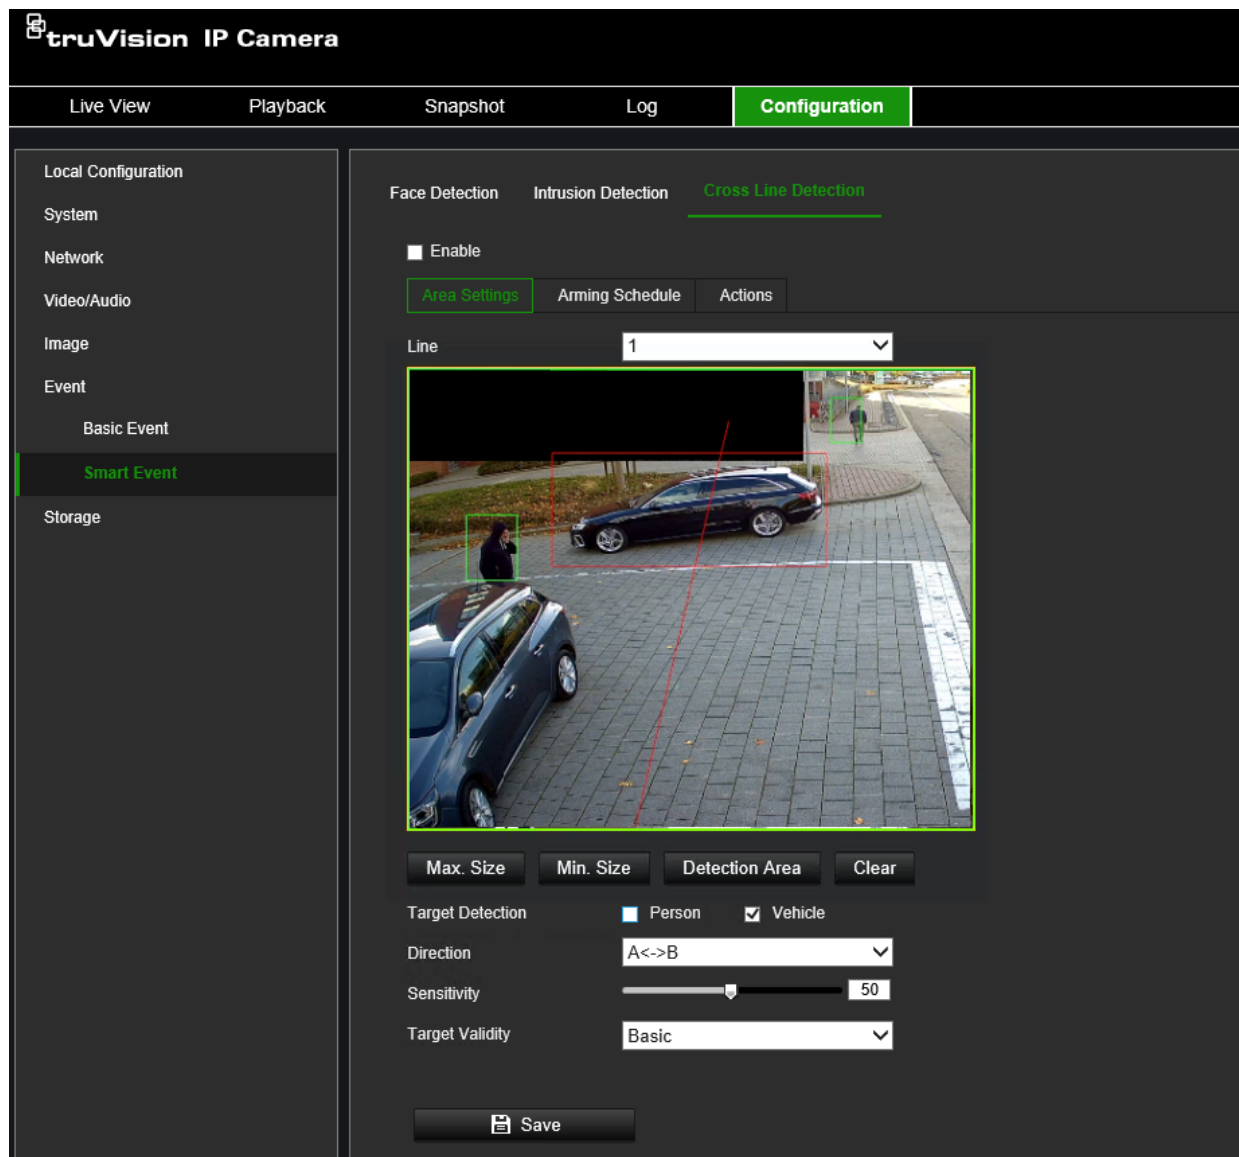 truVision IP Camera
Live View Playback Snapshot Log Configuration
Local Configuration
System
Network
Video/Audio
Image
Event
Basic Event
Smart Event
Storage
Face Detection Intrusion Detection Cross Line Detection
Enable
Area Settings Arming Schedule Actions
Line 1
Max. Size Min. Size Detection Area Clear
Target Detection Person Vehicle
Direction A<->B
Sensitivity 50
Target Validity Basic
Save